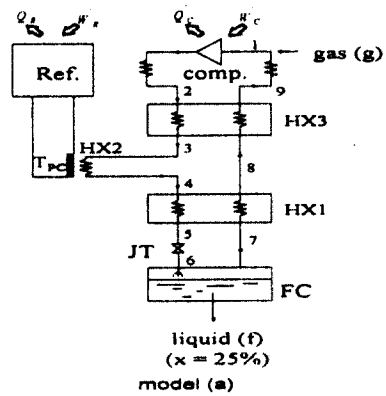 Q_R W_R Q_C W_C
gas (g)
1
Ref.
comp.
2 9
HX3
3
HX2
T_PC
8
4
HX1
5
7
JT
6
FC
liquid (f)
(x = 25%)
model (a)